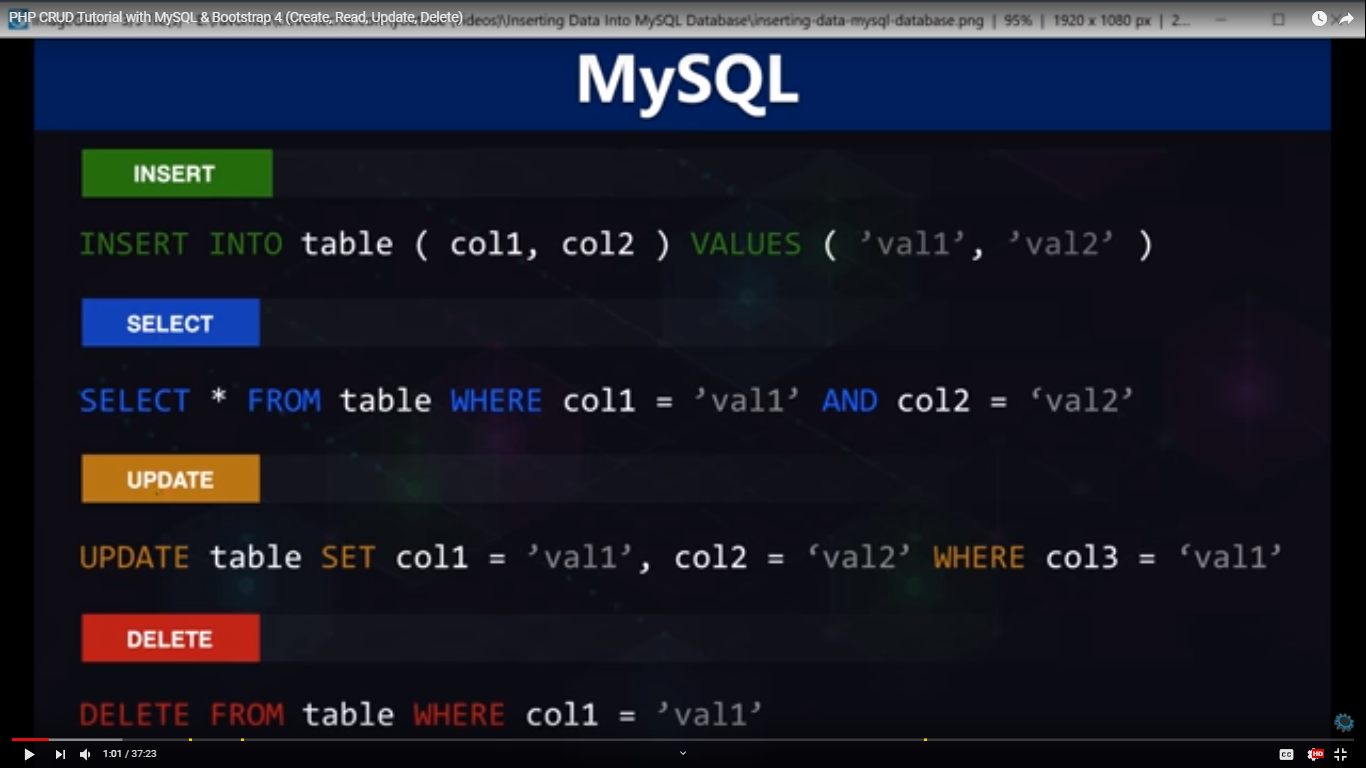 PHP CRUD Tutorial with MySQL & Bootstrap 4 (Create, Read, Update, Delete)
ideos)\Inserting Data Into MySQL Database\inserting-data-mysql-database.png | 95% | 1920 x 1080 px | 2...
MySQL
INSERT
INSERT INTO table ( col1, col2 ) VALUES ( ’val1’, ’val2’ )
SELECT
SELECT * FROM table WHERE col1 = ’val1’ AND col2 = ‘val2’
UPDATE
UPDATE table SET col1 = ’val1’, col2 = ‘val2’ WHERE col3 = ‘val1’
DELETE
DELETE FROM table WHERE col1 = ’val1’
1:01 / 37:23
CC
HD